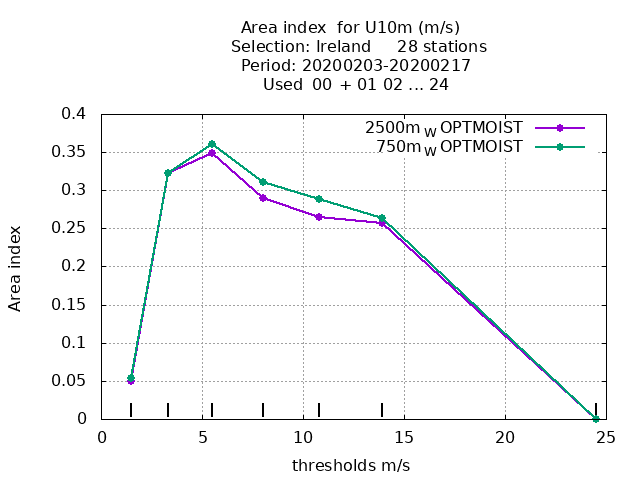 Area index  for U10m (m/s)
Selection: Ireland     28 stations
Period: 20200203-20200217
Used  00 + 01 02 ... 24
2500m W OPTMOIST
750m W OPTMOIST
0.4
0.35
0.3
0.25
0.2
0.15
0.1
0.05
0
Area index
0 5 10 15 20 25
thresholds m/s